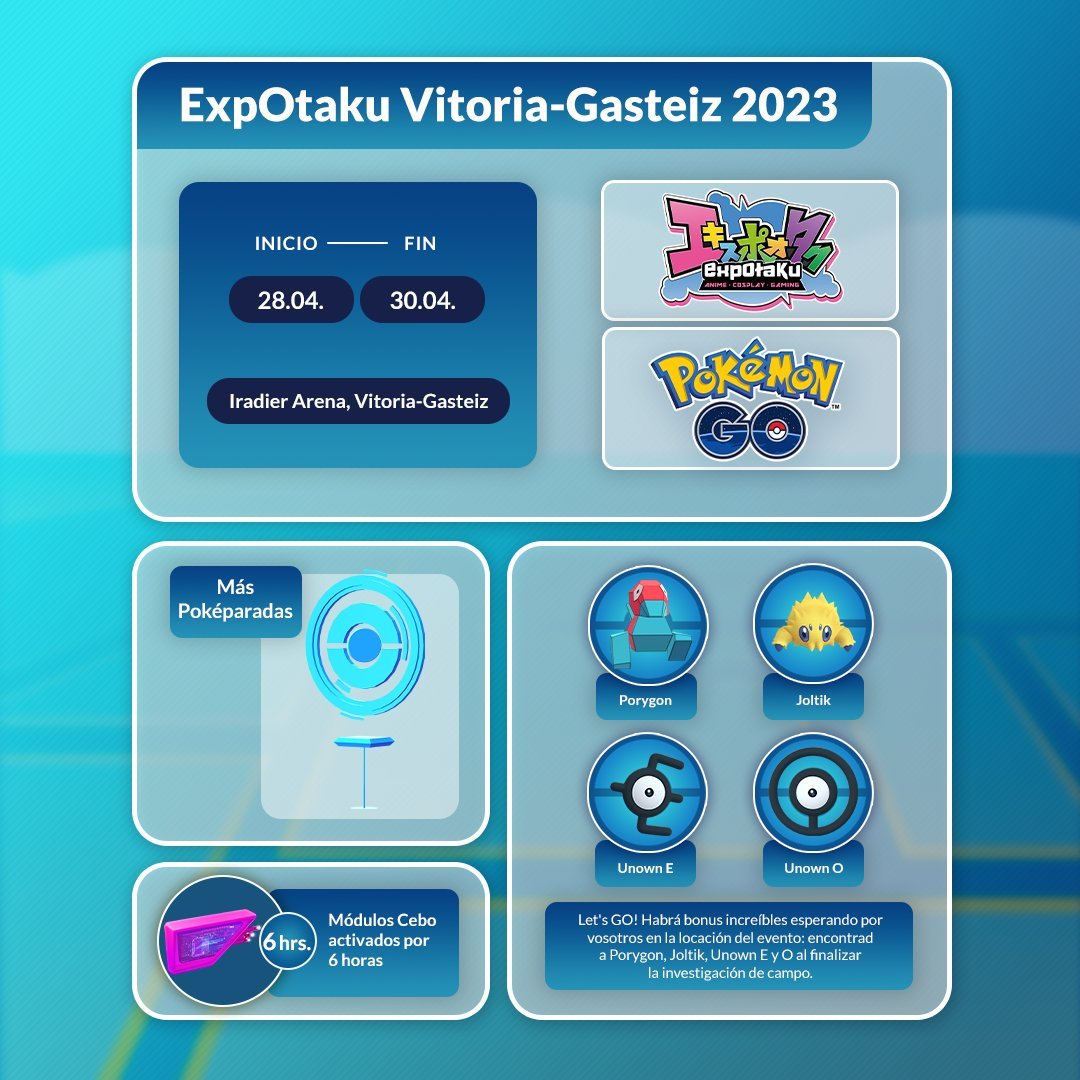 ExpOtaku Vitoria-Gasteiz 2023
INICIO
FIN
28.04.
30.04.
Iradier Arena, Vitoria-Gasteiz
エキスポオタク
expotaku
ANIME · COSPLAY · GAMING
POKéMON
TM
GO
Más
Poképaradas
6 hrs.
Módulos Cebo
activados por
6 horas
Porygon
Joltik
Unown E
Unown O
Let's GO! Habrá bonus increíbles esperando por
vosotros en la locación del evento: encontrad
a Porygon, Joltik, Unown E y O al finalizar
la investigación de campo.